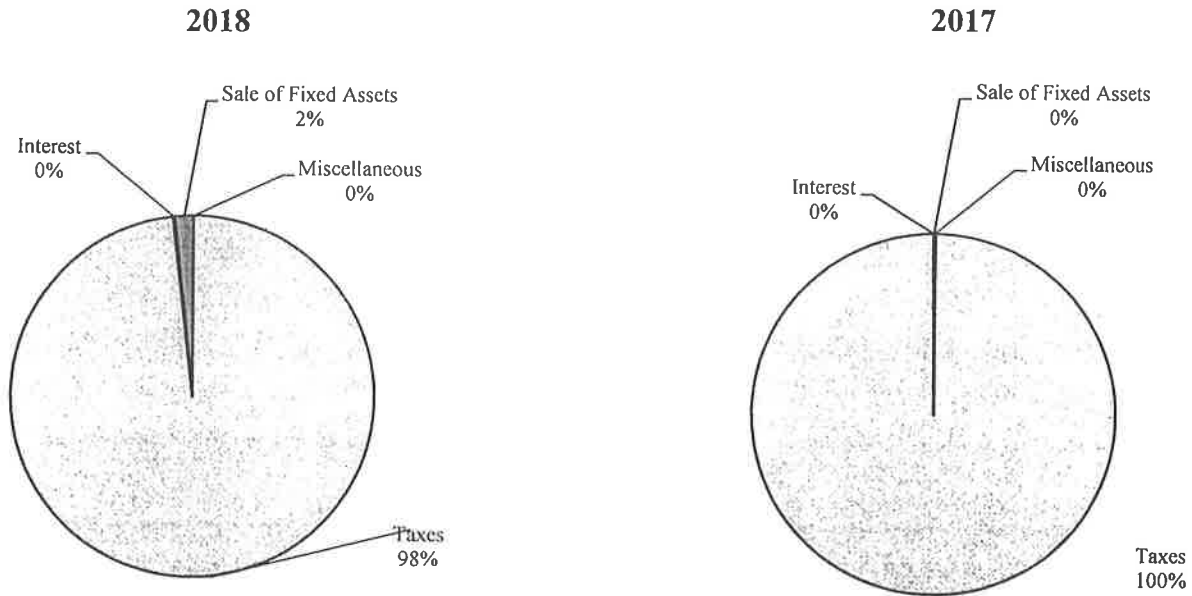 2018
Sale of Fixed Assets
2%
Interest
0%
Miscellaneous
0%
Taxes
98%
2017
Sale of Fixed Assets
0%
Miscellaneous
0%
Interest
0%
Taxes
100%